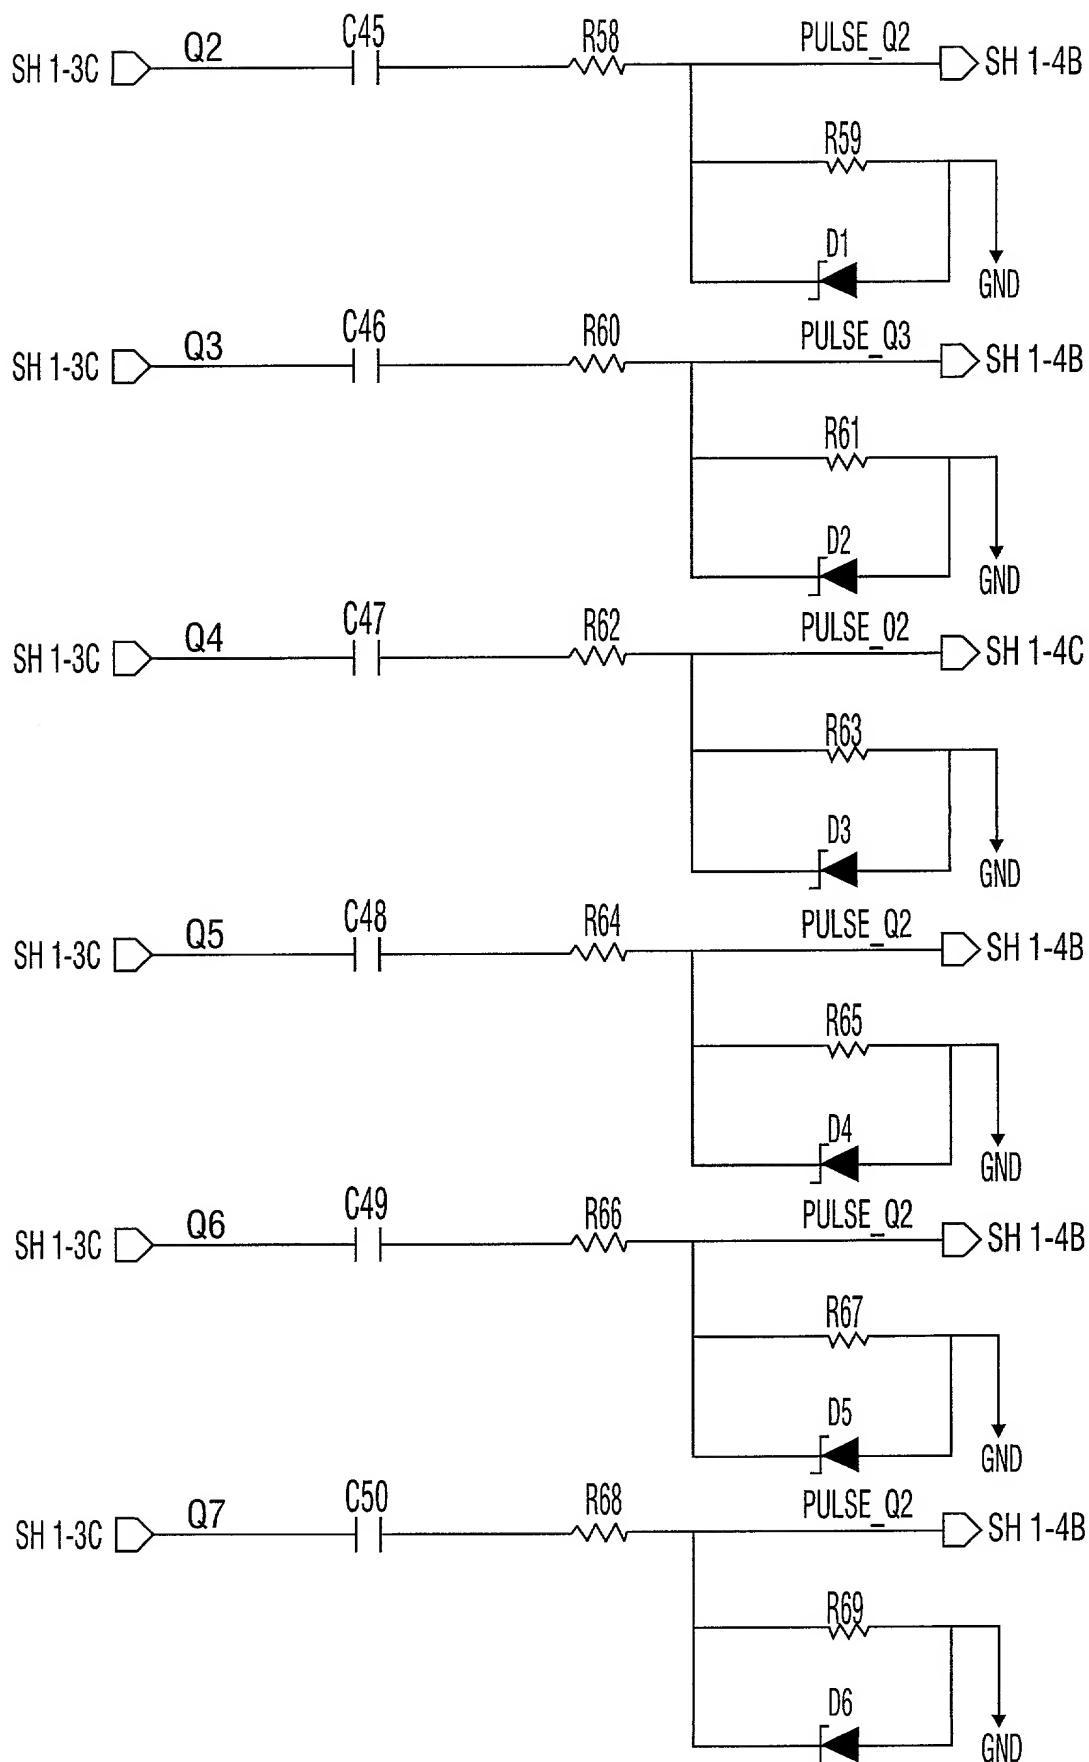 SH 1-3C Q2 C45 R58 PULSE_Q2 SH 1-4B
R59
D1
GND
SH 1-3C Q3 C46 R60 PULSE_Q3 SH 1-4B
R61
D2
GND
SH 1-3C Q4 C47 R62 PULSE_02 SH 1-4C
R63
D3
GND
SH 1-3C Q5 C48 R64 PULSE_Q2 SH 1-4B
R65
D4
GND
SH 1-3C Q6 C49 R66 PULSE_Q2 SH 1-4B
R67
D5
GND
SH 1-3C Q7 C50 R68 PULSE_Q2 SH 1-4B
R69
D6
GND